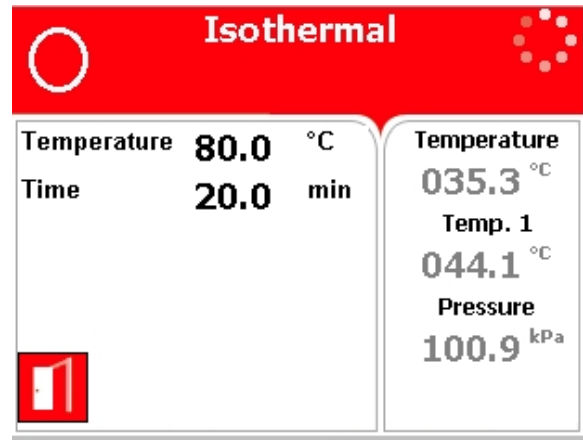 Isothermal
Temperature 80.0 °C
Time 20.0 min
Temperature
035.3 °C
Temp. 1
044.1 °C
Pressure
100.9 kPa